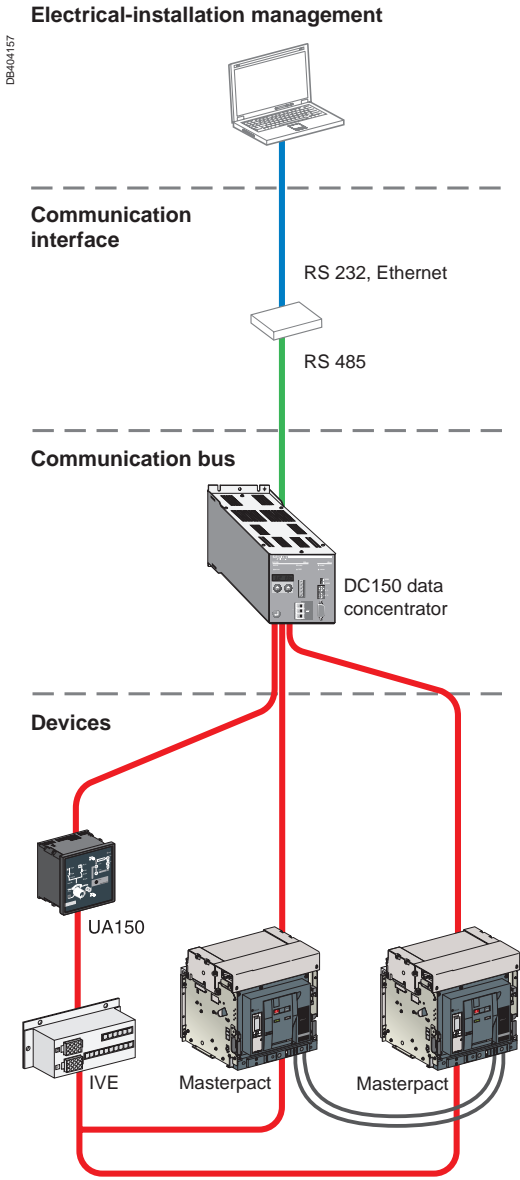 Electrical-installation management
DB404157
Communication
interface
RS 232, Ethernet
RS 485
Communication bus
DC150 data
concentrator
Devices
UA150
IVE
Masterpact
Masterpact